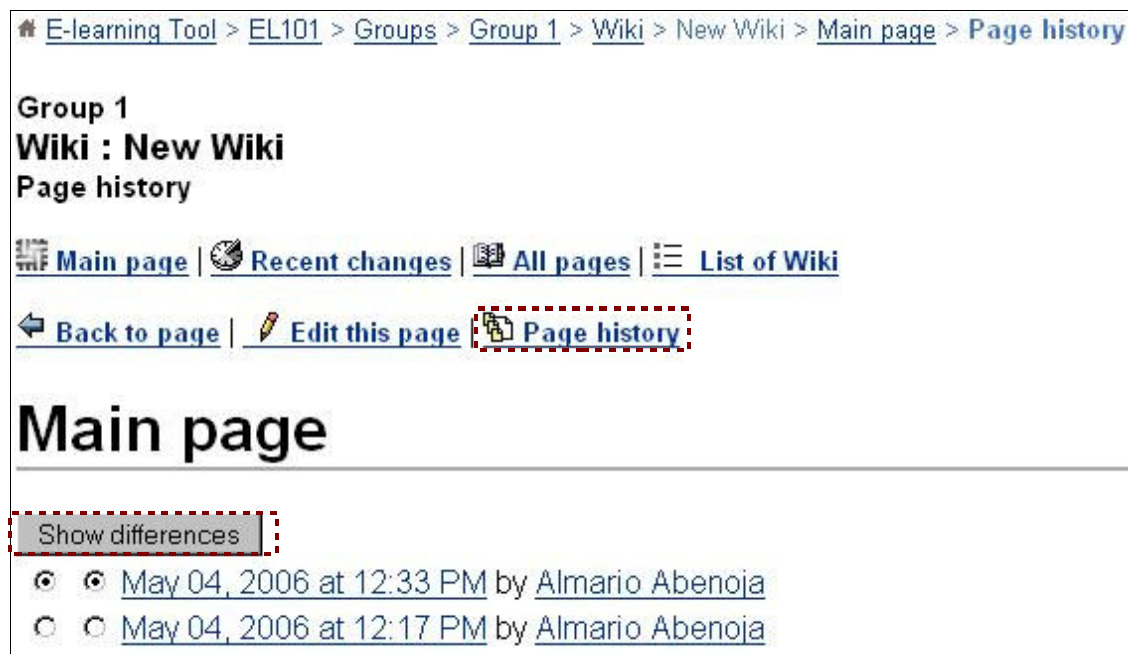 E-learning Tool > EL101 > Groups > Group 1 > Wiki > New Wiki > Main page > Page history
Group 1
Wiki : New Wiki
Page history
Main page | Recent changes | All pages | List of Wiki
Back to page | Edit this page | Page history
Main page
Show differences
May 04, 2006 at 12:33 PM by Almario Abenoja
May 04, 2006 at 12:17 PM by Almario Abenoja